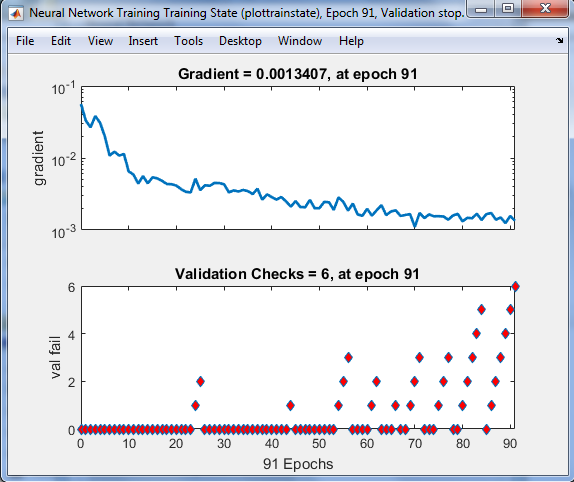 Neural Network Training Training State (plottrainstate), Epoch 91, Validation stop.
File Edit View Insert Tools Desktop Window Help
Gradient = 0.0013407, at epoch 91
10-1
10-2
10-3
gradient
Validation Checks = 6, at epoch 91
6
4
2
0
val fail
0 10 20 30 40 50 60 70 80 90
91 Epochs